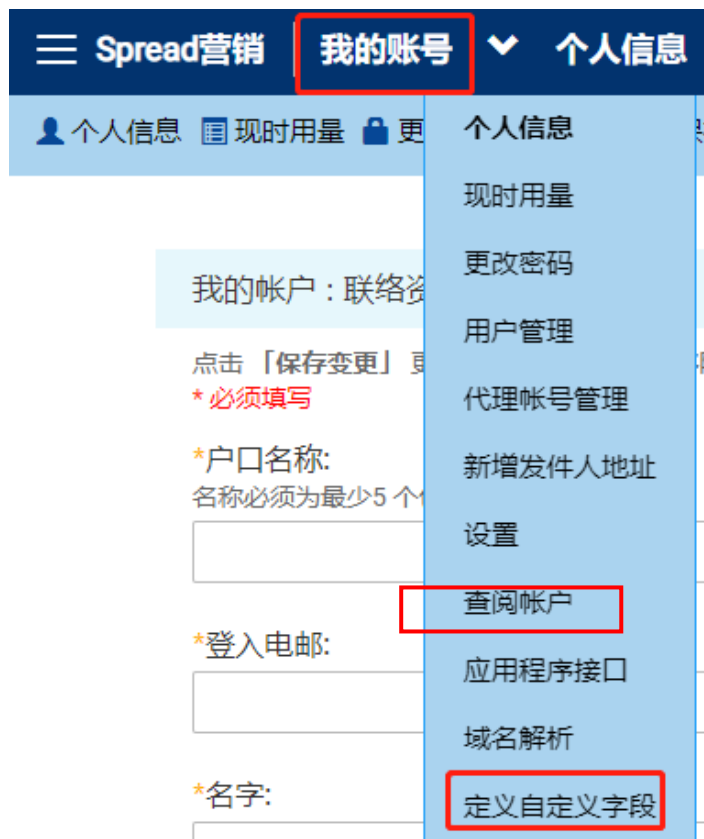 Spread营销 我的账号 个人信息
个人信息 现时用量 更
个人信息
现时用量
更改密码
用户管理
代理帐号管理
新增发件人地址
设置
查阅帐户
应用程序接口
域名解析
定义自定义字段
我的帐户 : 联络
点击 「保存变更」
* 必须填写
*户口名称:
名称必须为最少5 个
*登入电邮:
*名字: